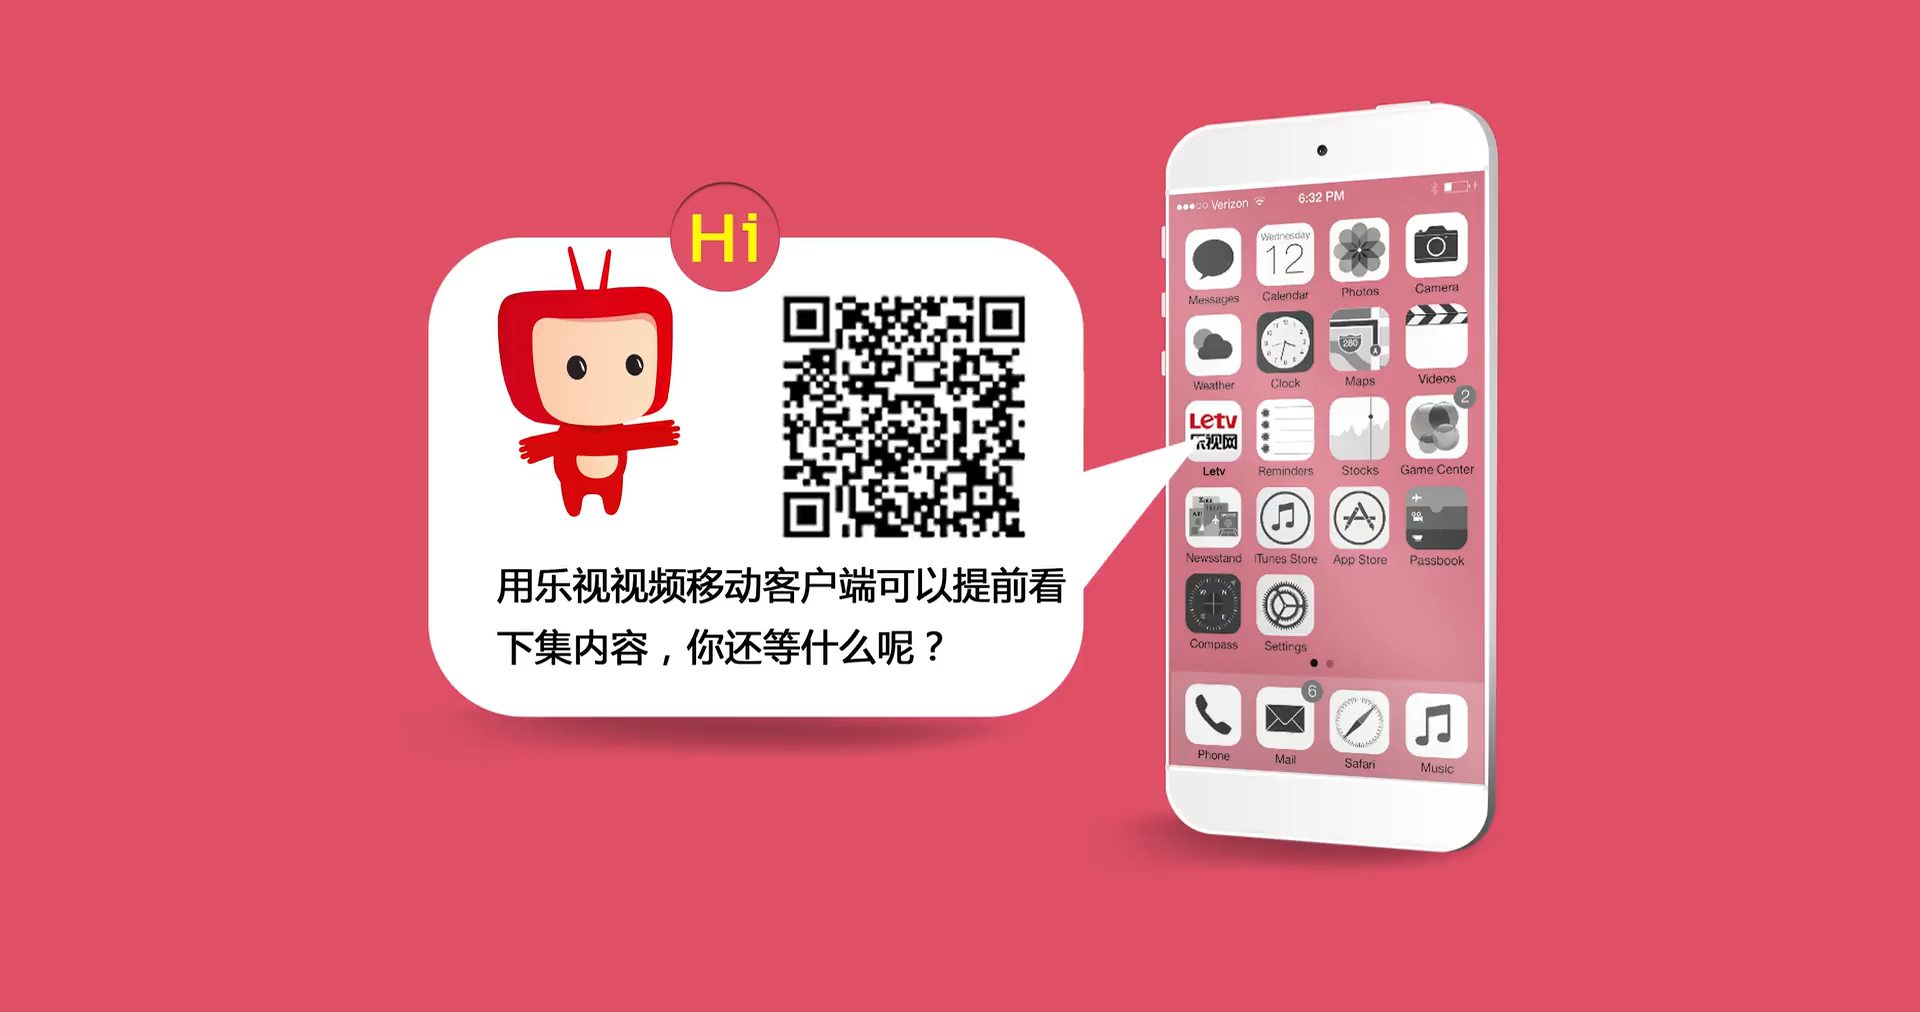 Hi
用乐视视频移动客户端可以提前看
下集内容，你还等什么呢？
Verizon
6:32 PM
Wednesday
12
Messages
Calendar
Photos
Camera
280
Weather
Clock
Maps
Videos
2
Letv
乐视网
Letv
Reminders
Stocks
Game Center
Newsstand
iTunes Store
App Store
Passbook
Compass
Settings
6
Phone
Mail
Safari
Music